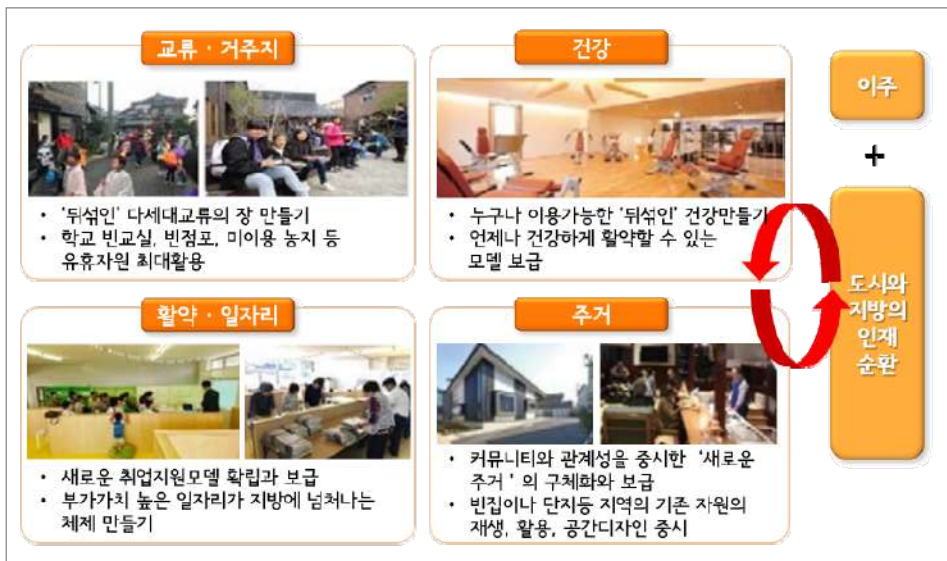 교류 · 거주지
• '뒤섞인' 다세대교류의 장 만들기
• 학교 빈교실, 빈점포, 미이용 농지 등
유휴자원 최대활용
건강
• 누구나 이용가능한 '뒤섞인' 건강만들기
• 언제나 건강하게 활약할 수 있는
모델 보급
활약 · 일자리
• 새로운 취업지원모델 확립과 보급
• 부가가치 높은 일자리가 지방에 넘쳐나는
체제 만들기
주거
• 커뮤니티와 관계성을 중시한 '새로운
주거 ' 의 구체화와 보급
• 빈집이나 단지등 지역의 기존 자원의
재생, 활용, 공간디자인 중시
이주
+
도시와
지방의
인재
순환